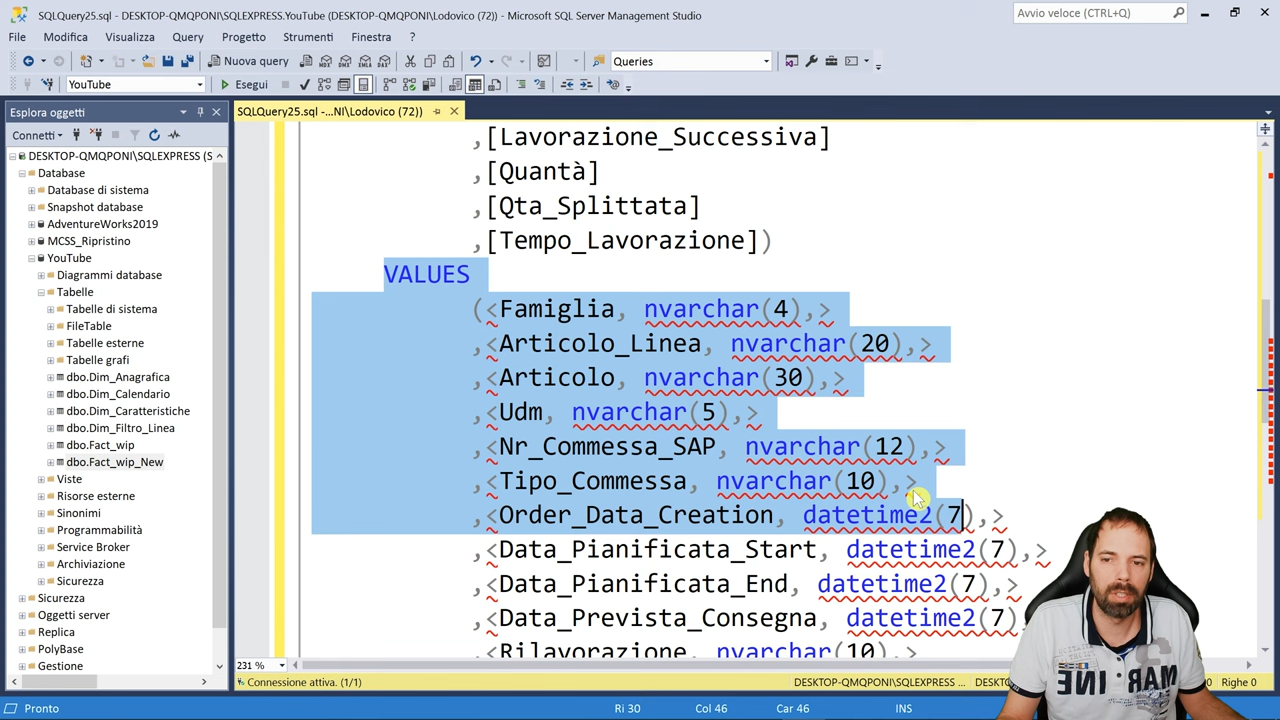 SQLQuery25.sql - DESKTOP-QMQPONI\SQLEXPRESS.YouTube (DESKTOP-QMQPONI\Lodovico (72)) - Microsoft SQL Server Management Studio
Avvio veloce (CTRL+Q)
File Modifica Visualizza Query Progetto Strumenti Finestra ?
Nuova query
Queries
YouTube
Esegui
Esplora oggetti
SQLQuery25.sql -...NI\Lodovico (72))
Connetti
DESKTOP-QMQPONI\SQLEXPRESS (S
Database
Database di sistema
Snapshot database
AdventureWorks2019
MCSS_Ripristino
YouTube
Diagrammi database
Tabelle
Tabelle di sistema
FileTable
Tabelle esterne
Tabelle grafi
dbo.Dim_Anagrafica
dbo.Dim_Calendario
dbo.Dim_Caratteristiche
dbo.Dim_Filtro_Linea
dbo.Fact_wip
dbo.Fact_wip_New
Viste
Risorse esterne
Sinonimi
Programmabilità
Service Broker
Archiviazione
Sicurezza
Sicurezza
Oggetti server
Replica
PolyBase
Gestione
,[Lavorazione_Successiva]
,[Quantà]
,[Qta_Splittata]
,[Tempo_Lavorazione])
VALUES
(<Famiglia, nvarchar(4),>
,<Articolo_Linea, nvarchar(20),>
,<Articolo, nvarchar(30),>
,<Udm, nvarchar(5),>
,<Nr_Commessa_SAP, nvarchar(12),>
,<Tipo_Commessa, nvarchar(10),>
,<Order_Data_Creation, datetime2(7),>
,<Data_Pianificata_Start, datetime2(7),>
,<Data_Pianificata_End, datetime2(7),>
,<Data_Prevista_Consegna, datetime2(7),
,<Rilavorazione, nvarchar(10),>
231 %
Connessione attiva. (1/1)
DESKTOP-QMQPONI\SQLEXPRESS ...
Righe 0
Pronto
Ri 30
Col 46
Car 46
INS